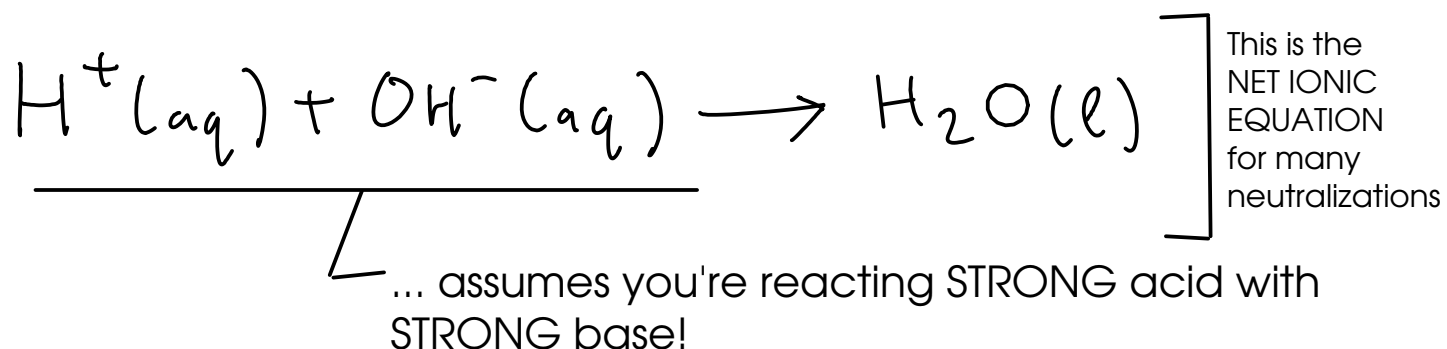 H⁺(aq) + OH⁻(aq) → H₂O(l)
This is the
NET IONIC
EQUATION
for many
neutralizations
... assumes you're reacting STRONG acid with
STRONG base!